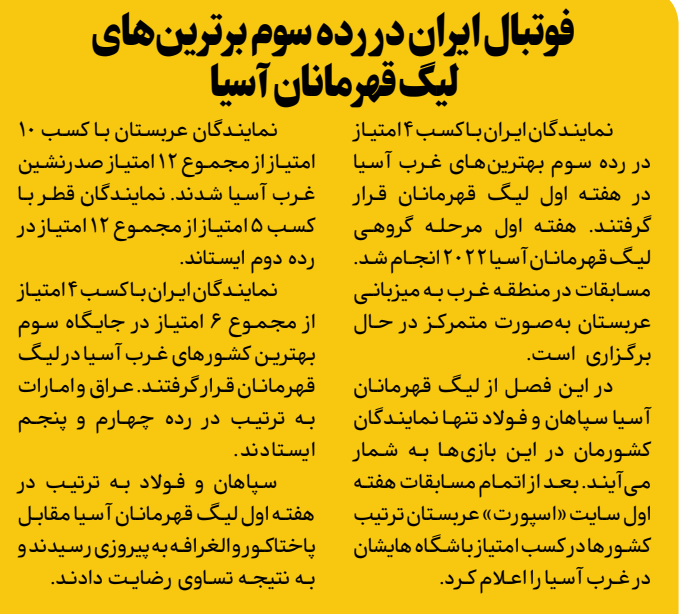 فوتبال ایران در رده سوم برترین‌های
لیگ قهرمانان آسیا
نمایندگان ایران با کسب ۴ امتیاز
در رده سوم بهترین‌های غرب آسیا
در هفته اول لیگ قهرمانان قرار
گرفتند. هفته اول مرحله گروهی
لیگ قهرمانان آسیا ۲۰۲۲ انجام شد.
مسابقات در منطقه غرب به میزبانی
عربستان به‌صورت متمرکز در حال
برگزاری است.
در این فصل از لیگ قهرمانان
آسیا سپاهان و فولاد تنها نمایندگان
کشورمان در این بازی‌ها به شمار
می‌آیند. بعد از اتمام مسابقات هفته
اول سایت «اسپورت» عربستان ترتیب
کشورها در کسب امتیاز باشگاه هایشان
در غرب آسیا را اعلام کرد.
نمایندگان عربستان با کسب ۱۰
امتیاز از مجموع ۱۲ امتیاز صدرنشین
غرب آسیا شدند. نمایندگان قطر با
کسب ۵ امتیاز از مجموع ۱۲ امتیاز در
رده دوم ایستاند.
نمایندگان ایران با کسب ۴ امتیاز
از مجموع ۶ امتیاز در جایگاه سوم
بهترین کشورهای غرب آسیا در لیگ
قهرمانان قرار گرفتند. عراق و امارات
به ترتیب در رده چهارم و پنجم
ایستادند.
سپاهان و فولاد به ترتیب در
هفته اول لیگ قهرمانان آسیا مقابل
پاختاکور و الغرافه به پیروزی رسیدند و
به نتیجه تساوی رضایت دادند.